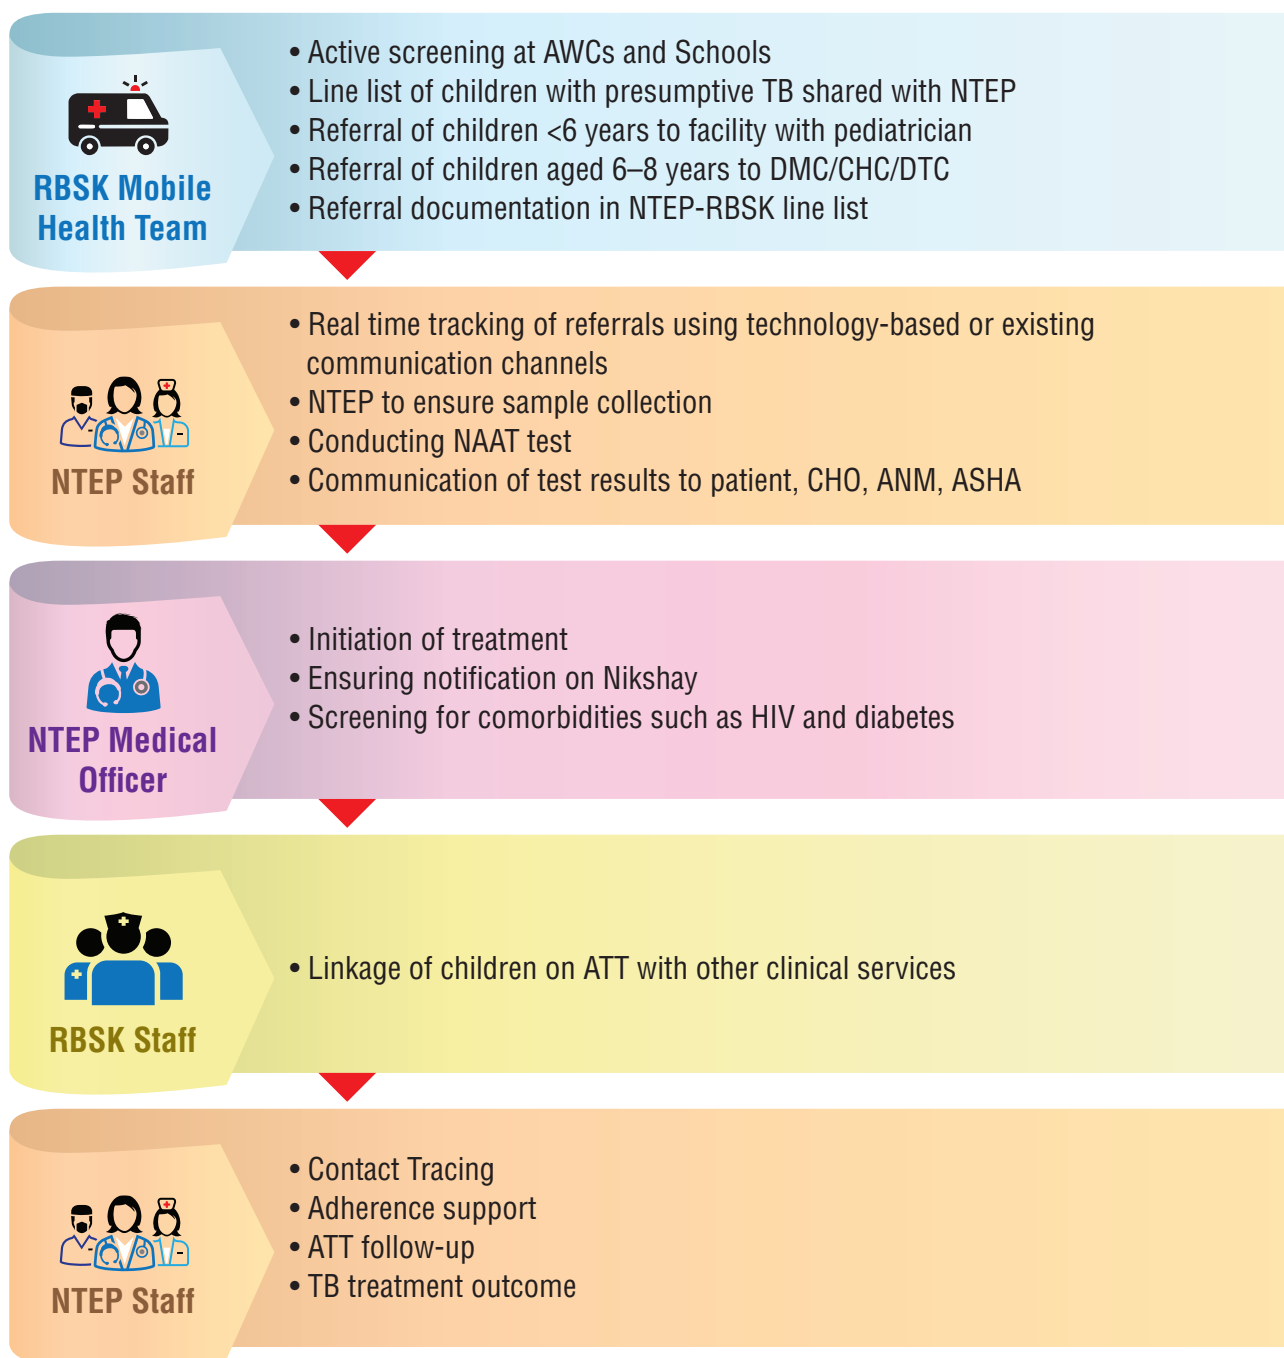 RBSK Mobile
Health Team
• Active screening at AWCs and Schools
• Line list of children with presumptive TB shared with NTEP
• Referral of children <6 years to facility with pediatrician
• Referral of children aged 6–8 years to DMC/CHC/DTC
• Referral documentation in NTEP-RBSK line list
NTEP Staff
• Real time tracking of referrals using technology-based or existing
communication channels
• NTEP to ensure sample collection
• Conducting NAAT test
• Communication of test results to patient, CHO, ANM, ASHA
NTEP Medical
Officer
• Initiation of treatment
• Ensuring notification on Nikshay
• Screening for comorbidities such as HIV and diabetes
RBSK Staff
• Linkage of children on ATT with other clinical services
NTEP Staff
• Contact Tracing
• Adherence support
• ATT follow-up
• TB treatment outcome